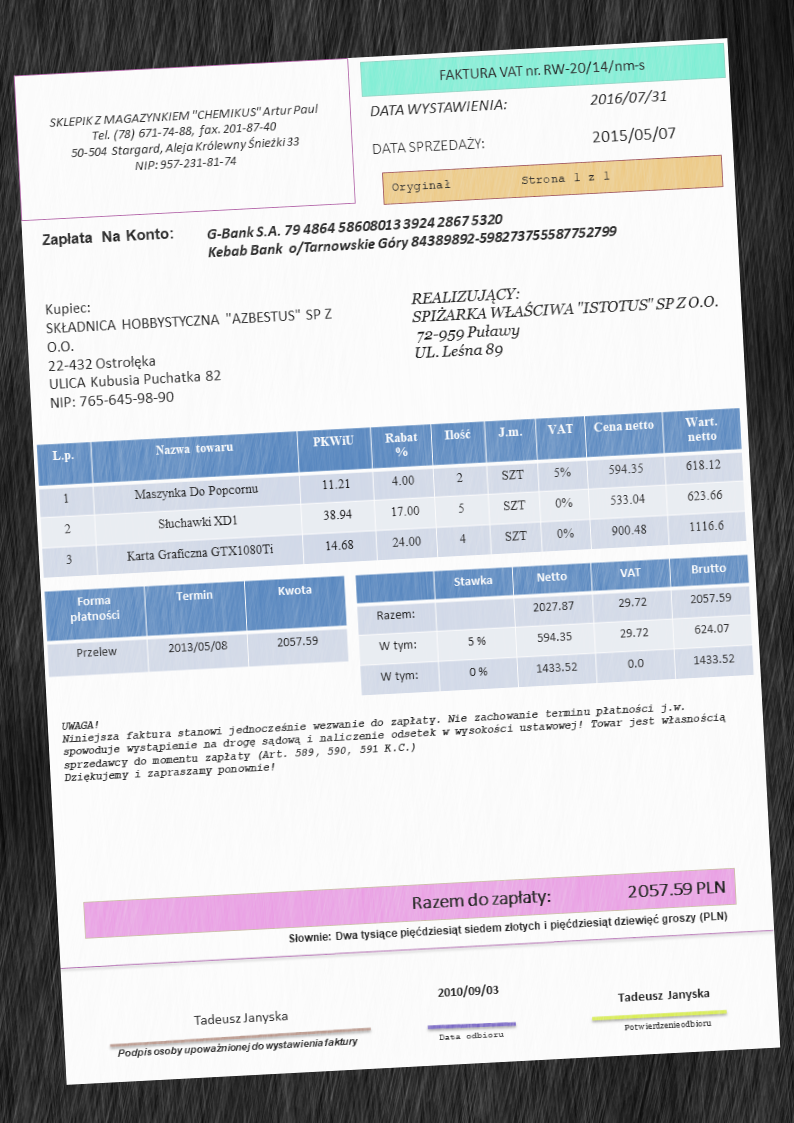 SKLEPIK Z MAGAZYNKIEM "CHEMIKUS" Artur Paul
Tel. (78) 671-74-88, fax. 201-87-40
50-504 Stargard, Aleja Królewny Śnieżki 33
NIP: 957-231-81-74
FAKTURA VAT nr. RW-20/14/nm-s
DATA WYSTAWIENIA: 2016/07/31
DATA SPRZEDAŻY: 2015/05/07
Oryginał Strona 1 z 1
Zapłata Na Konto: G-Bank S.A. 79 4864 58608013 3924 2867 5320
Kebab Bank o/Tarnowskie Góry 84389892-598273755587752799
Kupiec:
SKŁADNICA HOBBYSTYCZNA "AZBESTUS" SP Z
O.O.
22-432 Ostrołęka
ULICA Kubusia Puchatka 82
NIP: 765-645-98-90
REALIZUJĄCY:
SPIŻARKA WŁAŚCIWA "ISTOTUS" SP Z O.O.
72-959 Puławy
UL. Leśna 89
L.p. Nazwa towaru PKWiU Rabat % Ilość J.m. VAT Cena netto Wart. netto
1 Maszynka Do Popcornu 11.21 4.00 2 SZT 5% 594.35 618.12
2 Słuchawki XD1 38.94 17.00 5 SZT 0% 533.04 623.66
3 Karta Graficzna GTX1080Ti 14.68 24.00 4 SZT 0% 900.48 1116.6
Forma płatności Termin Kwota
Przelew 2013/05/08 2057.59
Stawka Netto VAT Brutto
Razem: 2027.87 29.72 2057.59
W tym: 5 % 594.35 29.72 624.07
W tym: 0 % 1433.52 0.0 1433.52
UWAGA!
Niniejsza faktura stanowi jednocześnie wezwanie do zapłaty. Nie zachowanie terminu płatności j.w.
spowoduje wystąpienie na drogę sądową i naliczenie odsetek w wysokości ustawowej! Towar jest własnością
sprzedawcy do momentu zapłaty (Art. 589, 590, 591 K.C.)
Dziękujemy i zapraszamy ponownie!
Razem do zapłaty: 2057.59 PLN
Słownie: Dwa tysiące pięćdziesiąt siedem złotych i pięćdziesiąt dziewięć groszy (PLN)
Tadeusz Janyska
Podpis osoby upoważnionej do wystawienia faktury
2010/09/03
Data odbioru
Tadeusz Janyska
Potwierdzenie odbioru